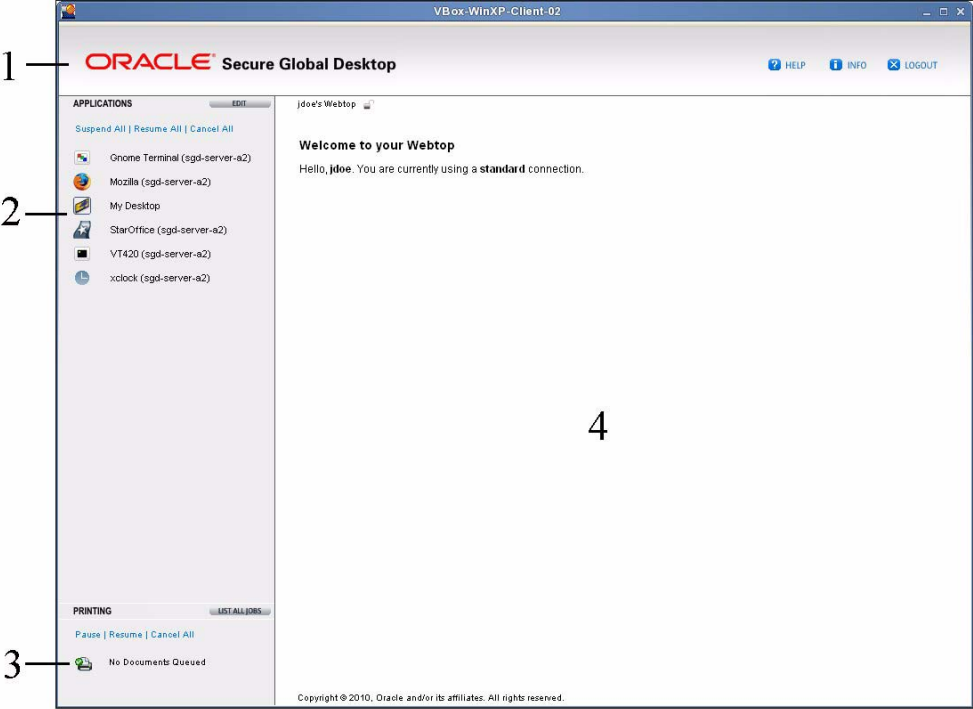 VBox-WinXP-Client-02
1
ORACLE® Secure Global Desktop
? HELP
i INFO
X LOGOUT
APPLICATIONS
EDIT
jdoe's Webtop
Suspend All | Resume All | Cancel All
Welcome to your Webtop
Hello, jdoe. You are currently using a standard connection.
Gnome Terminal (sgd-server-a2)
Mozilla (sgd-server-a2)
2
My Desktop
StarOffice (sgd-server-a2)
VT420 (sgd-server-a2)
xclock (sgd-server-a2)
4
PRINTING
LIST ALL JOBS
Pause | Resume | Cancel All
3
No Documents Queued
Copyright © 2010, Oracle and/or its affiliates. All rights reserved.